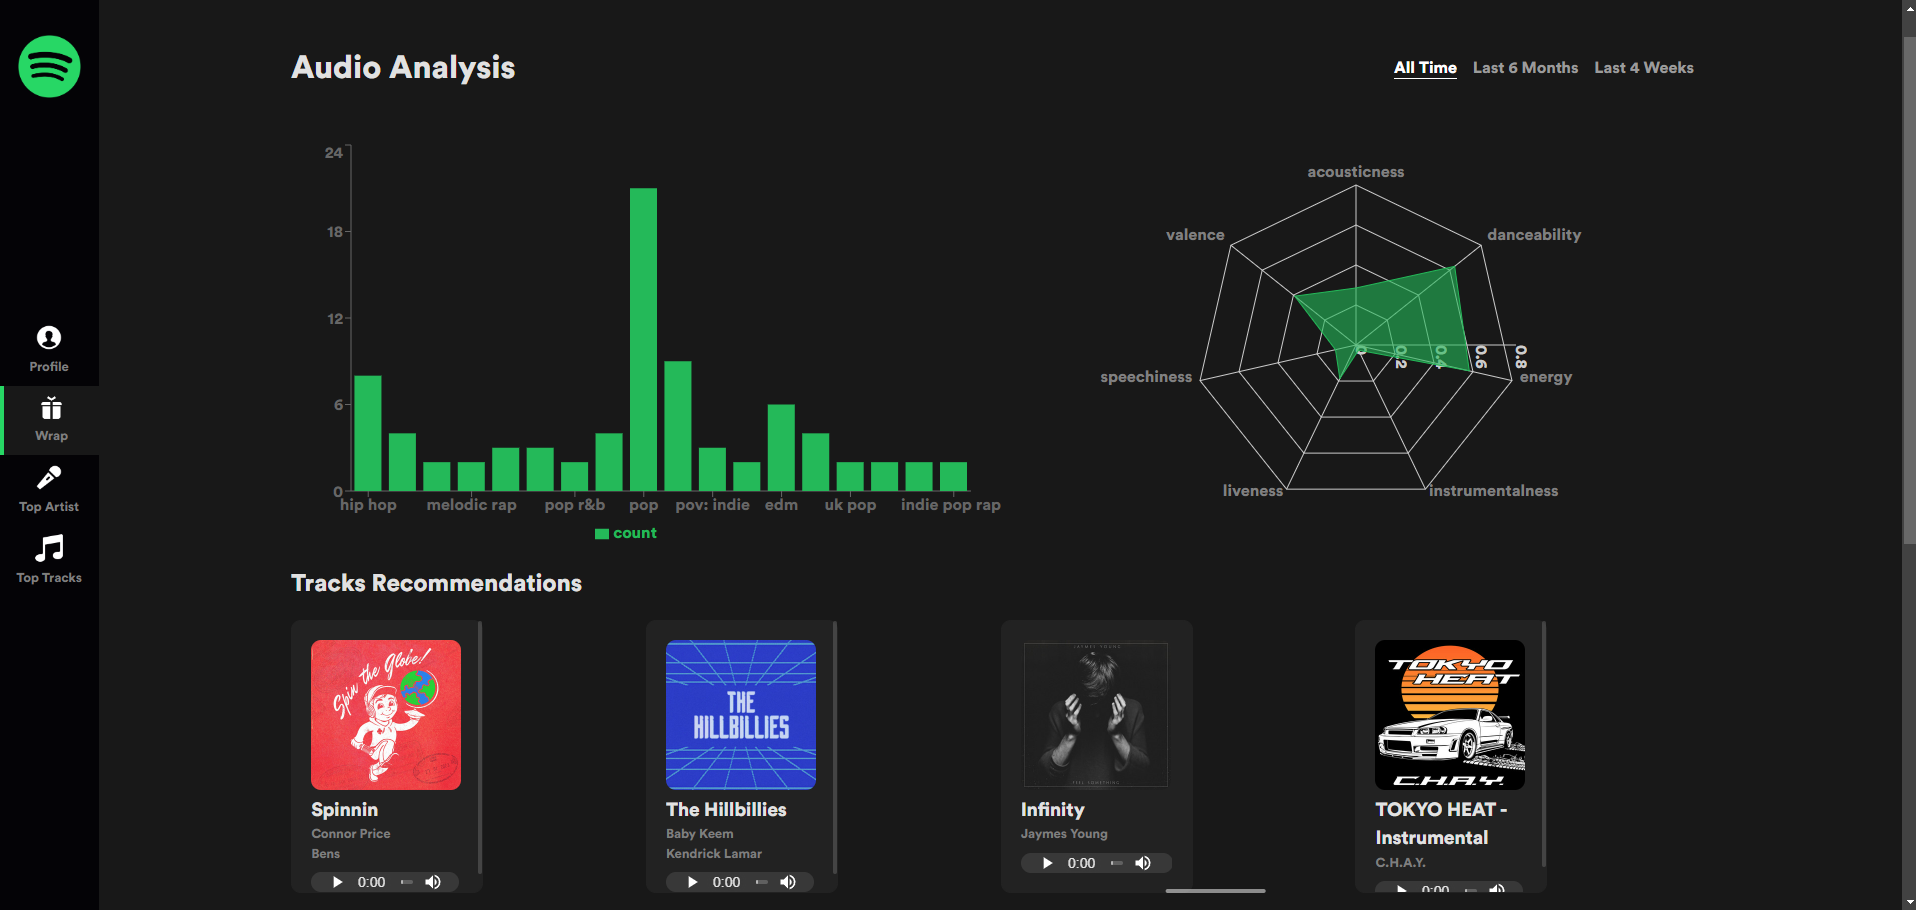 Audio Analysis
All Time Last 6 Months Last 4 Weeks
24
18
12
6
0
hip hop melodic rap pop r&b pop pov: indie edm uk pop indie pop rap
count
acousticness
valence
danceability
0 0.2 0.4 0.6 0.8
speechiness
energy
liveness
instrumentalness
Profile
Wrap
Top Artist
Top Tracks
Tracks Recommendations
Spin the Globe!
Spinnin
Connor Price
Bens
0:00
THE
HILLBILLIES
The Hillbillies
Baby Keem
Kendrick Lamar
0:00
JAYMES YOUNG
FEEL SOMETHING
Infinity
Jaymes Young
0:00
TOKYO
HEAT
C.H.A.Y.
TOKYO HEAT -
Instrumental
C.H.A.Y.
0:00